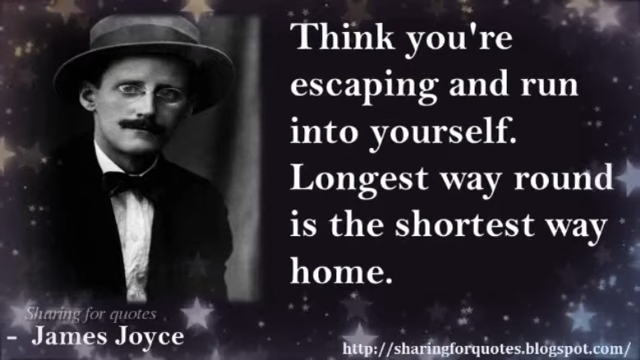 Think you're
escaping and run
into yourself.
Longest way round
is the shortest way
home.
Sharing for quotes
- James Joyce
http://sharingforquotes.blogspot.com/